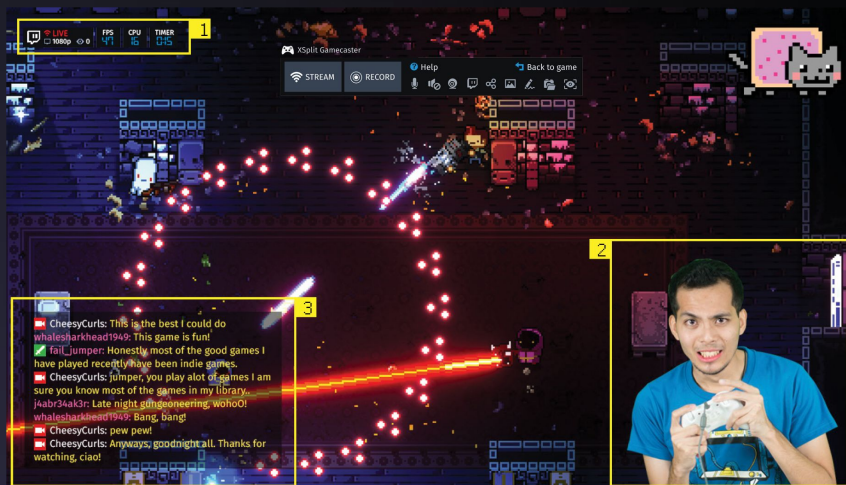 LIVE
1080p 0
FPS
47
CPU
16
TIMER
0:15
1
XSplit Gamecaster
STREAM
RECORD
Help
Back to game
2
3
CheesyCurls: This is the best I could do
whalesharkhead1949: This game is fun!
fail_jumper: Honestly most of the good games I
have played recently have been indie games.
CheesyCurls: jumper, you play alot of games I am
sure you know most of the games in my library..
j4abr34ak3r: Late night gungeoneering, wohoO!
whalesharkhead1949: Bang, bang!
CheesyCurls: pew pew!
CheesyCurls: Anyways, goodnight all. Thanks for
watching, ciao!